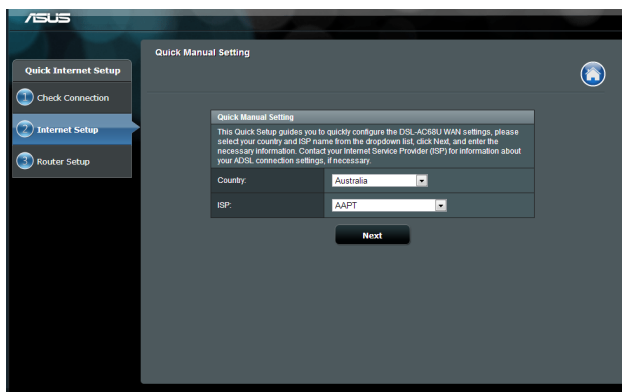 ASUS
Quick Manual Setting
Quick Internet Setup
1 Check Connection
2 Internet Setup
3 Router Setup
Quick Manual Setting
This Quick Setup guides you to quickly configure the DSL-AC68U WAN settings, please
select your country and ISP name from the dropdown list, click Next, and enter the
necessary information. Contact your Internet Service Provider (ISP) for information about
your ADSL connection settings, if necessary.
Country: Australia
ISP: AAPT
Next